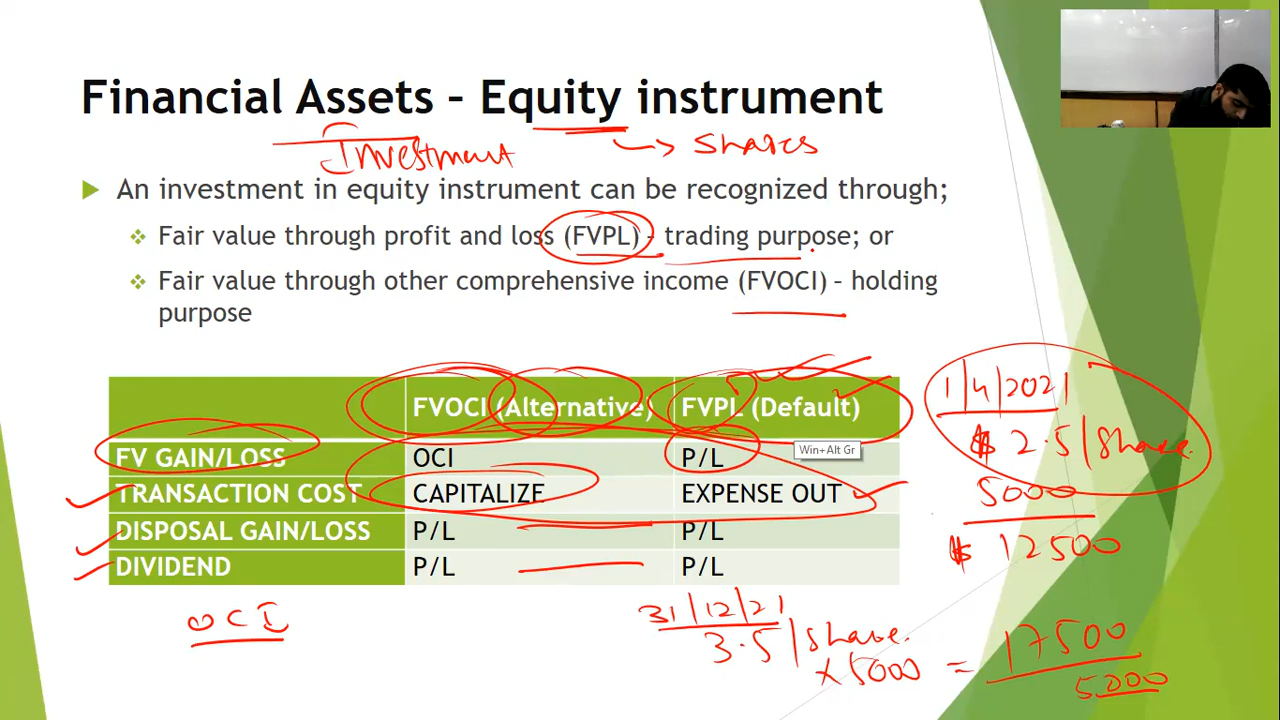 Financial Assets – Equity instrument
Investment
shares
An investment in equity instrument can be recognized through;
Fair value through profit and loss (FVPL) – trading purpose; or
Fair value through other comprehensive income (FVOCI) – holding
purpose
FVOCI (Alternative) FVPL (Default)
FV GAIN/LOSS OCI P/L
Win+Alt Gr
TRANSACTION COST CAPITALIZE EXPENSE OUT
DISPOSAL GAIN/LOSS P/L P/L
DIVIDEND P/L P/L
1/4/2021
$ 2.5/share.
5000
$ 12500
OCI
31/12/21
3.5/share.
x5000 = 17500
5000